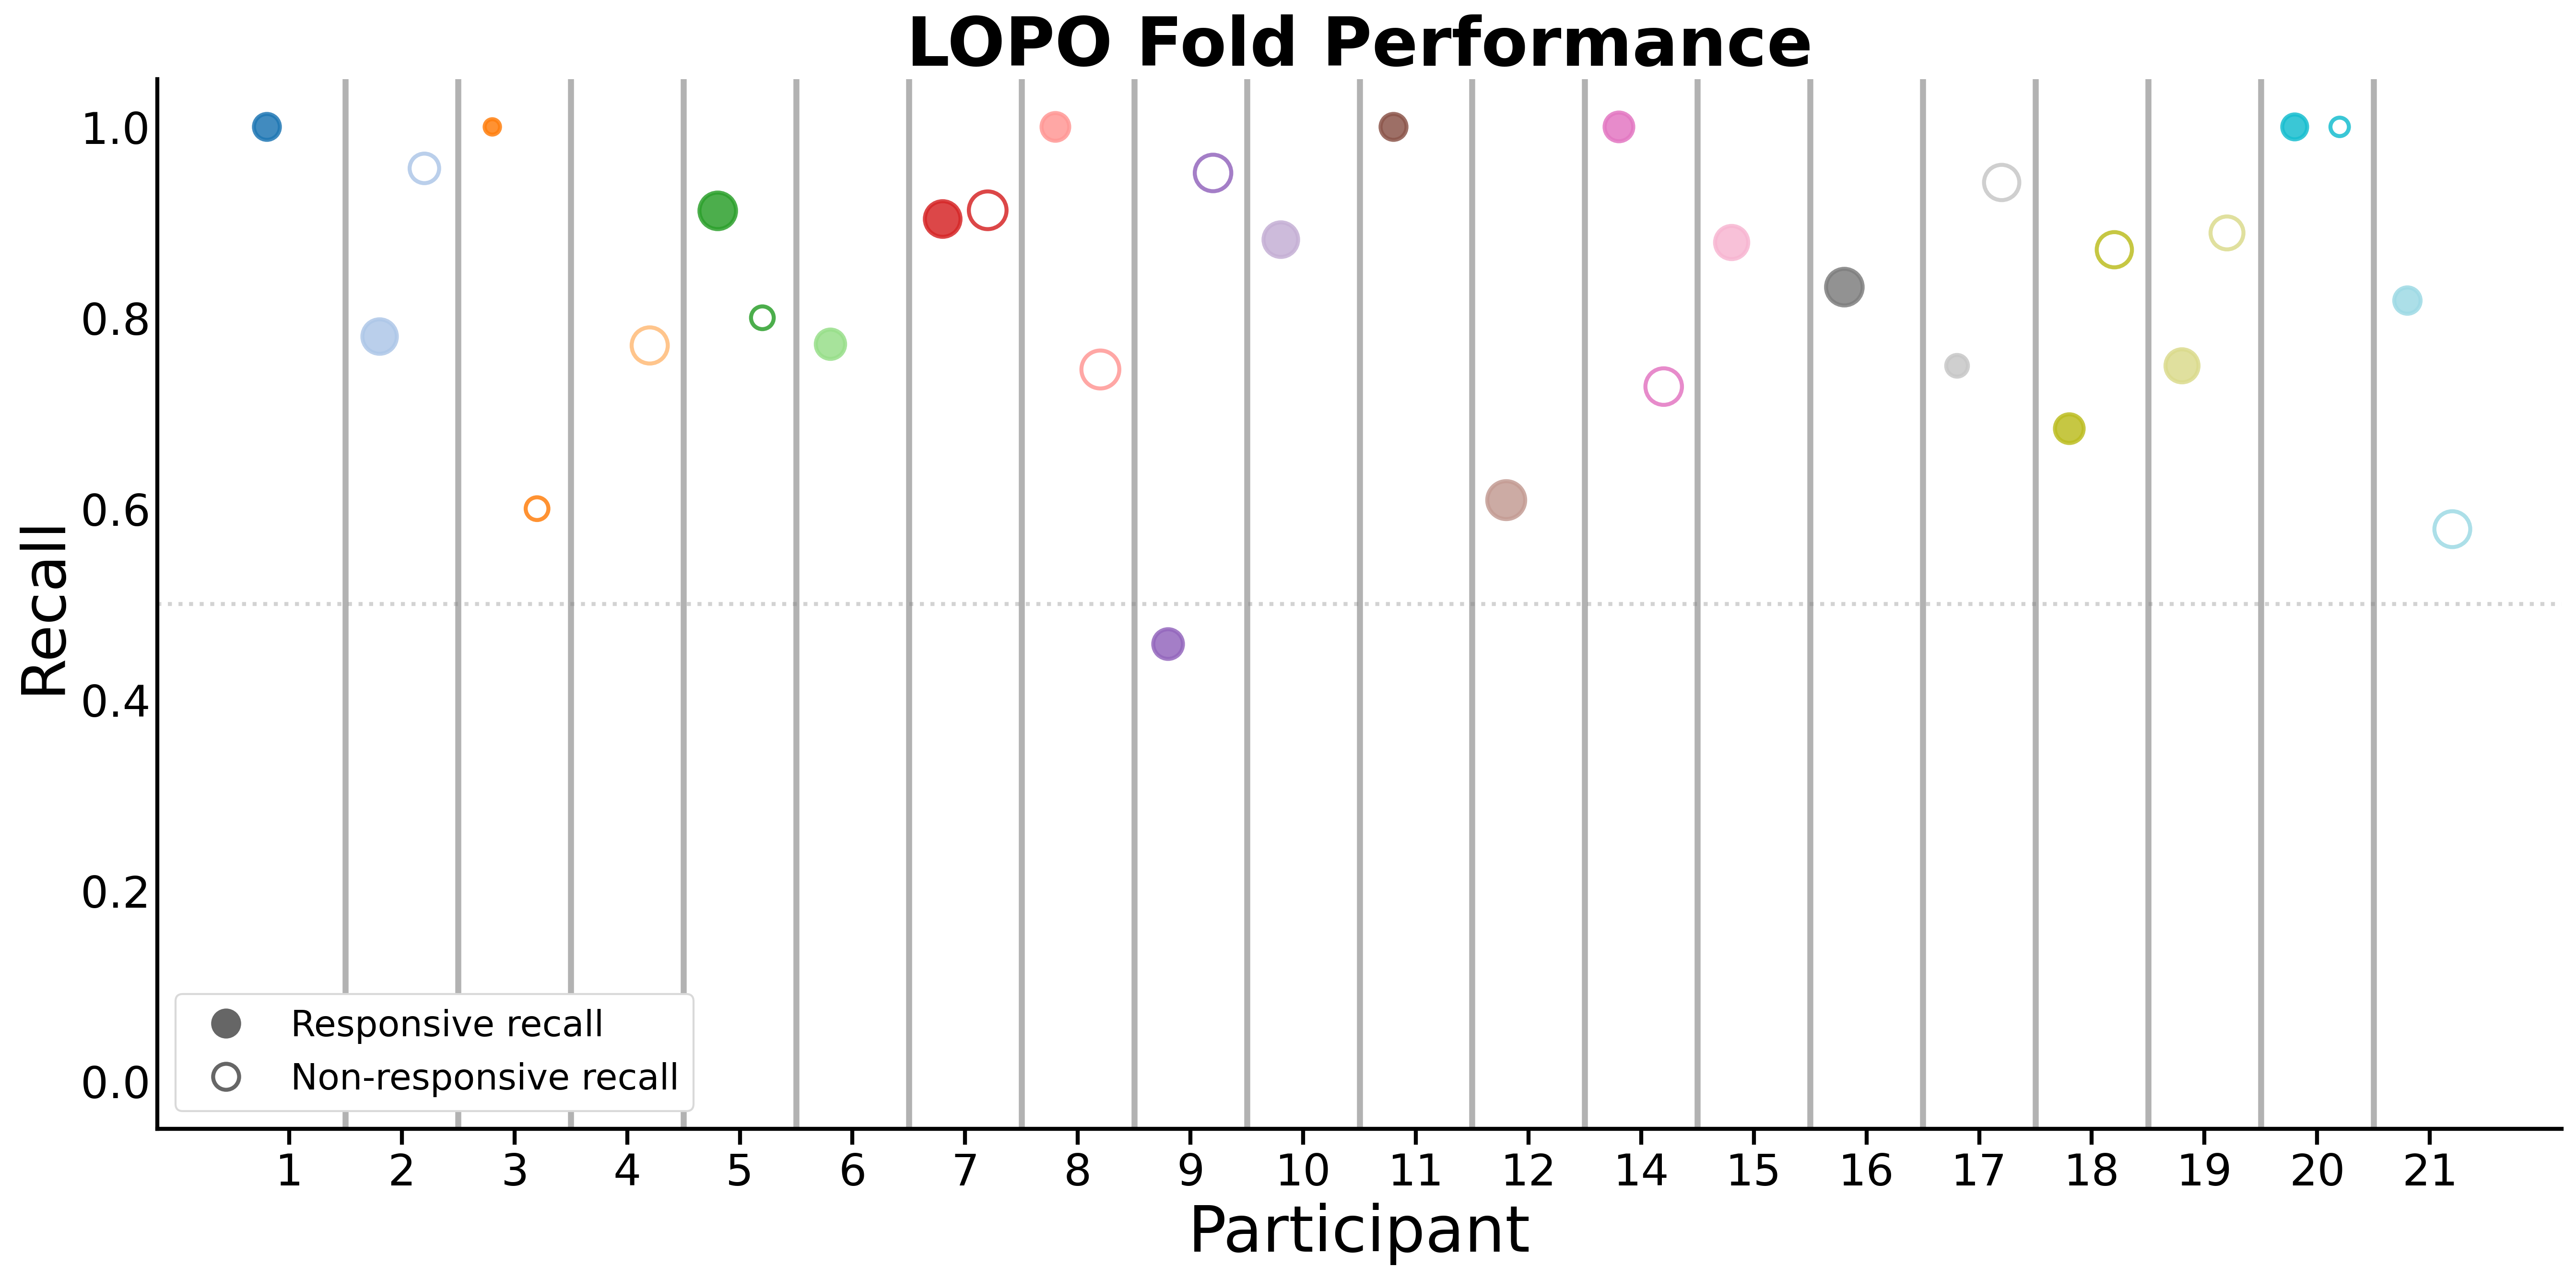 LOPO Fold Performance
Recall
1.0
0.8
0.6
0.4
0.2
0.0
Responsive recall
Non-responsive recall
1 2 3 4 5 6 7 8 9 10 11 12 14 15 16 17 18 19 20 21
Participant